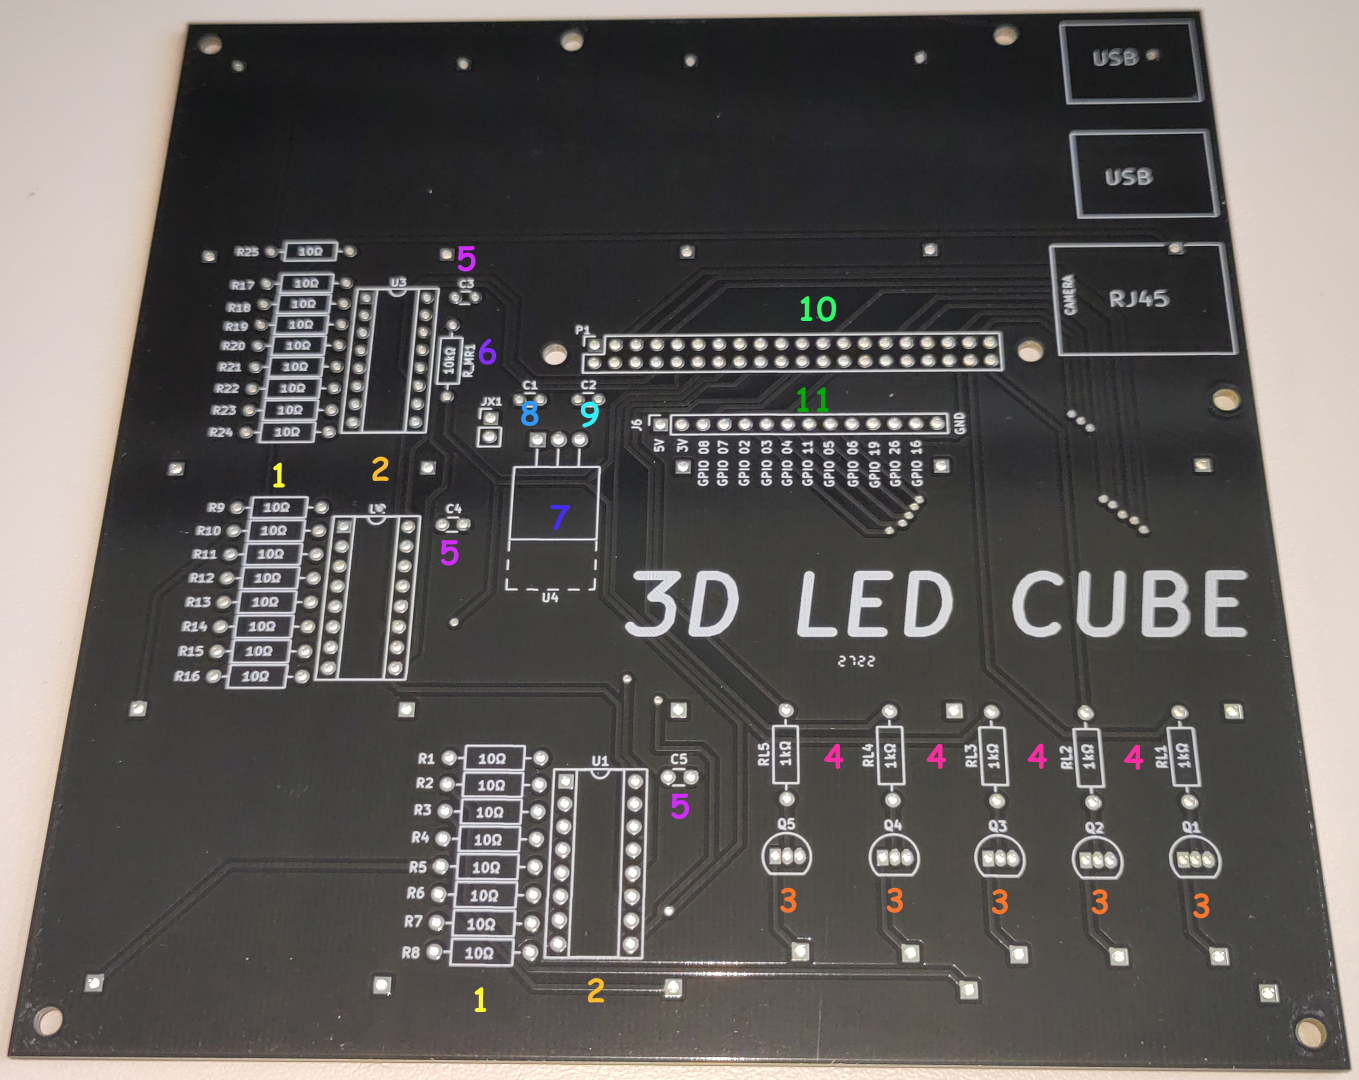 USB
USB
RJ45
CAMERA
R25 10Ω
R17 10Ω
R18 10Ω
R19 10Ω
R20 10Ω
R21 10Ω
R22 10Ω
R23 10Ω
R24 10Ω
U3
5
C3
10kΩ
R_MR1
6
1
2
P1
10
C1
8
C2
9
JX1
11
J6
5V
3V
GPIO 08
GPIO 07
GPIO 02
GPIO 03
GPIO 04
GPIO 11
GPIO 05
GPIO 06
GPIO 19
GPIO 26
GPIO 16
GND
R9 10Ω
R10 10Ω
R11 10Ω
R12 10Ω
R13 10Ω
R14 10Ω
R15 10Ω
R16 10Ω
C4
5
7
U4
3D LED CUBE
2722
R1 10Ω
R2 10Ω
R3 10Ω
R4 10Ω
R5 10Ω
R6 10Ω
R7 10Ω
R8 10Ω
1
U1
2
C5
5
RL5 1kΩ
4
RL4 1kΩ
4
RL3 1kΩ
4
RL2 1kΩ
4
RL1 1kΩ
Q5
Q4
Q3
Q2
Q1
3
3
3
3
3